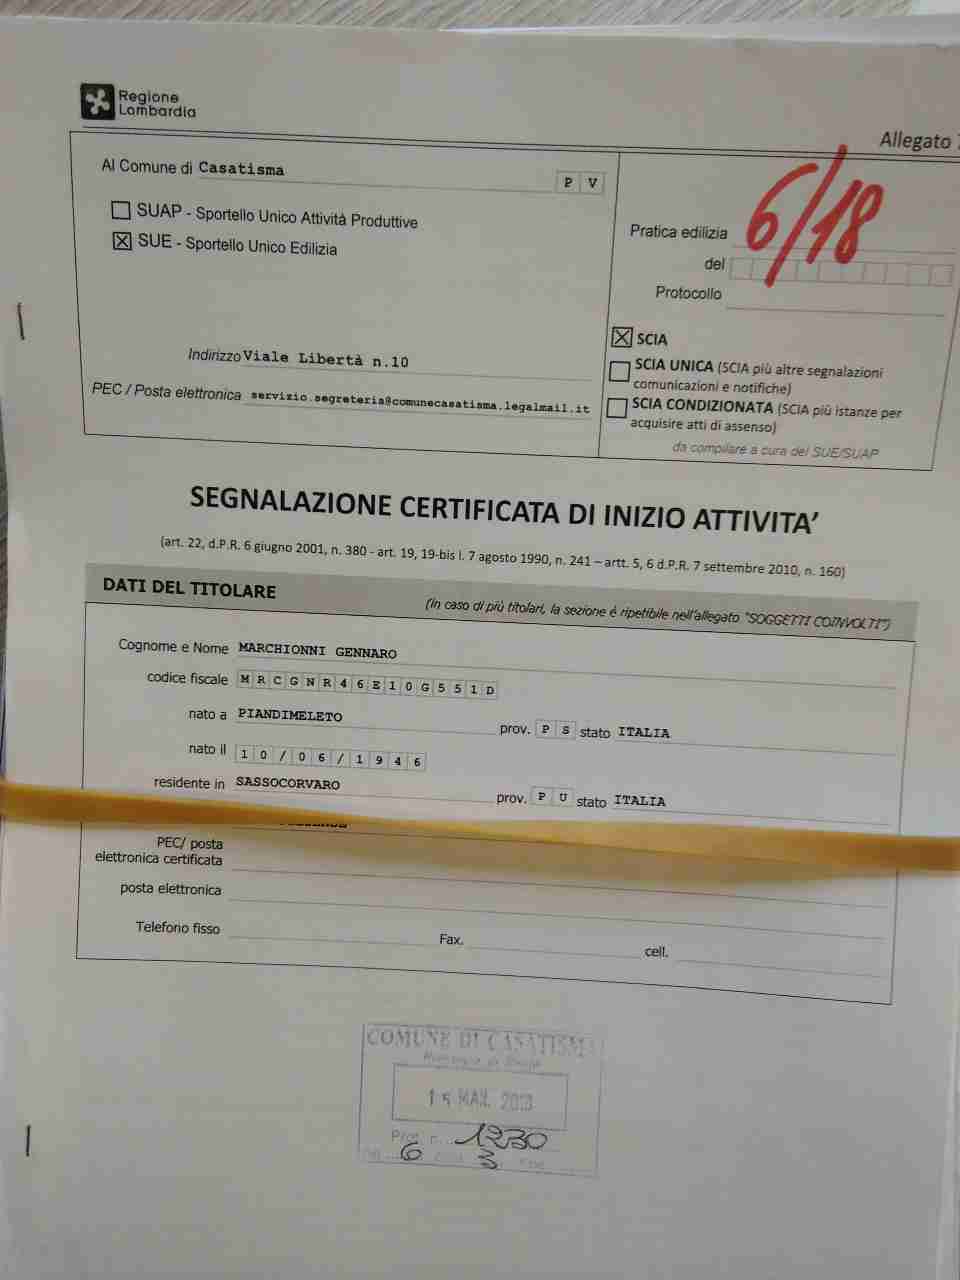 Regione
Lombardia
Allegato
Al Comune di Casatisma P V
SUAP - Sportello Unico Attività Produttive
SUE - Sportello Unico Edilizia
Indirizzo Viale Libertà n.10
PEC / Posta elettronica servizio.segreteria@comunecasatisma.legalmail.it
Pratica edilizia 6/18
del
Protocollo
SCIA
SCIA UNICA (SCIA più altre segnalazioni
comunicazioni e notifiche)
SCIA CONDIZIONATA (SCIA più istanze per
acquisire atti di assenso)
da compilare a cura del SUE/SUAP
SEGNALAZIONE CERTIFICATA DI INIZIO ATTIVITA’
(art. 22, d.P.R. 6 giugno 2001, n. 380 - art. 19, 19-bis l. 7 agosto 1990, n. 241 – artt. 5, 6 d.P.R. 7 settembre 2010, n. 160)
DATI DEL TITOLARE (in caso di più titolari, la sezione é ripetibile nell'allegato "SOGGETTI COINVOLTI")
Cognome e Nome MARCHIONNI GENNARO
codice fiscale M R C G N R 4 6 E 1 0 G 5 5 1 D
nato a PIANDIMELETO prov. P S stato ITALIA
nato il 1 0 / 0 6 / 1 9 4 6
residente in SASSOCORVARO prov. P U stato ITALIA
PEC/ posta
elettronica certificata
posta elettronica
Telefono fisso Fax. cell.
COMUNE DI CASATISMA
Provincia di Pavia
15 MAR. 2018
Prot. n. 1230
6 3